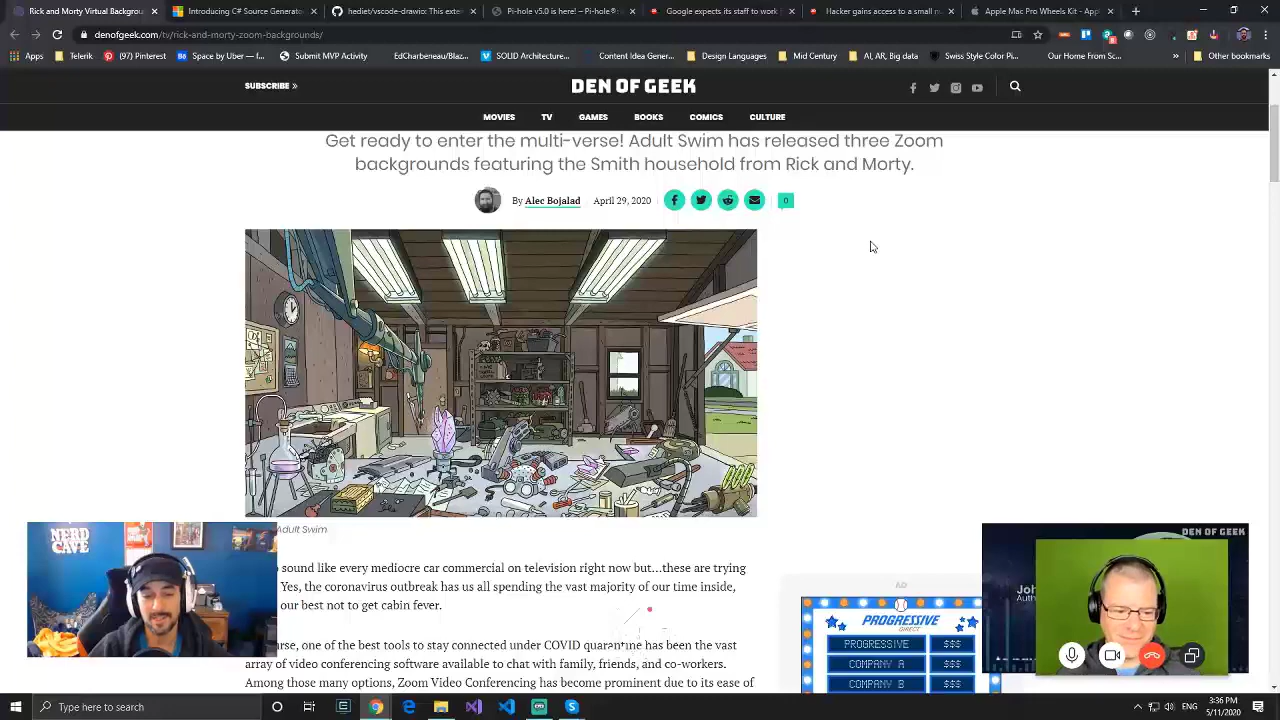 Rick and Morty Virtual Backgro
Introducing C# Source Generator
hediet/vscode-drawio: This exten
Pi-hole v5.0 is here! – Pi-hole
Google expects its staff to work
Hacker gains access to a small n
Apple Mac Pro Wheels Kit - App
denofgeek.com/tv/rick-and-morty-zoom-backgrounds/
Apps
Telerik
(97) Pinterest
Space by Uber — f...
Submit MVP Activity
EdCharbeneau/Blaz...
SOLID Architecture...
Content Idea Gener...
Design Languages
Mid Century
AI, AR, Big data
Swiss Style Color Pi...
Our Home From Sc...
»
Other bookmarks
SUBSCRIBE »
DEN OF GEEK
MOVIES
TV
GAMES
BOOKS
COMICS
CULTURE
Get ready to enter the multi-verse! Adult Swim has released three Zoom
backgrounds featuring the Smith household from Rick and Morty.
By Alec Bojalad
April 29, 2020
0
Adult Swim
sound like every mediocre car commercial on television right now but…these are trying
Yes, the coronavirus outbreak has us all spending the vast majority of our time inside,
our best not to get cabin fever.
one of the best tools to stay connected under COVID quarantine has been the vast
array of video conferencing software available to chat with family, friends, and co-workers.
Among the many options, Zoom Video Conferencing has become prominent due to its ease of
NERD
CAVE
AD
PROGRESSIVE
DIRECT
PROGRESSIVE $$$
COMPANY A $$$
COMPANY B $$$
DEN OF GEEK
Type here to search
ENG
3:36 PM
5/11/2020